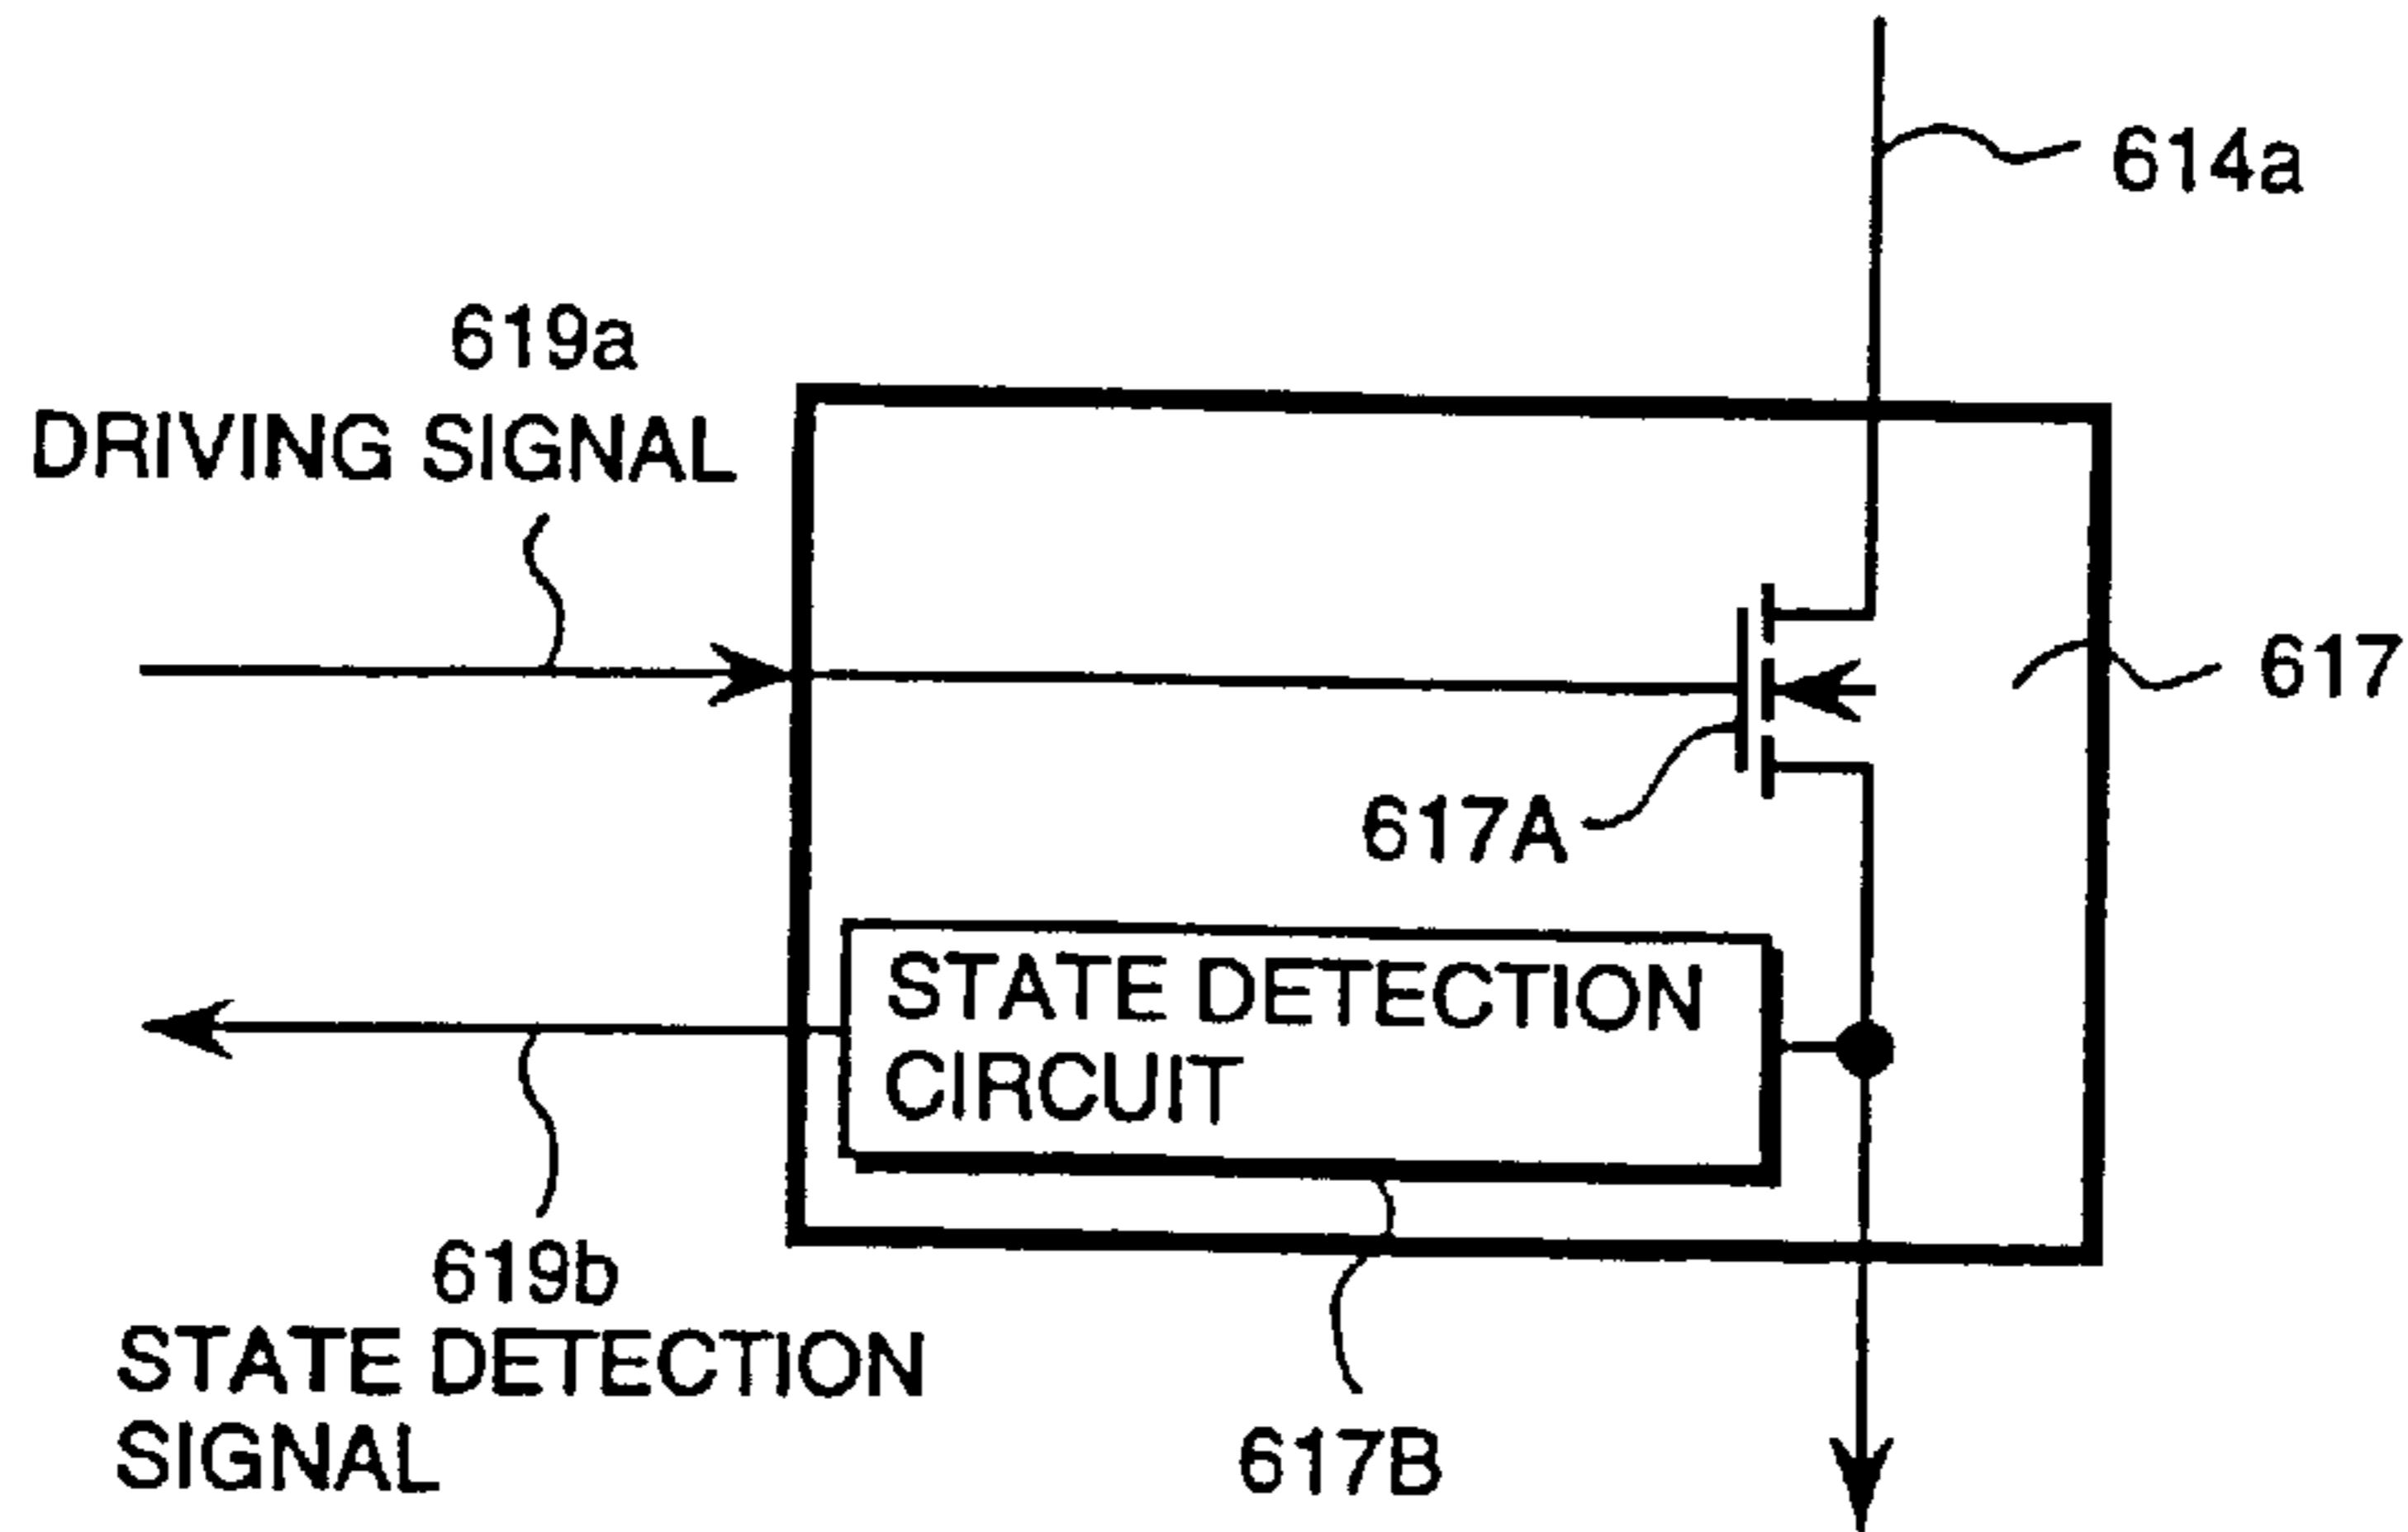 614a
619a
DRIVING SIGNAL
617
617A
STATE DETECTION
CIRCUIT
619b
STATE DETECTION
SIGNAL
617B